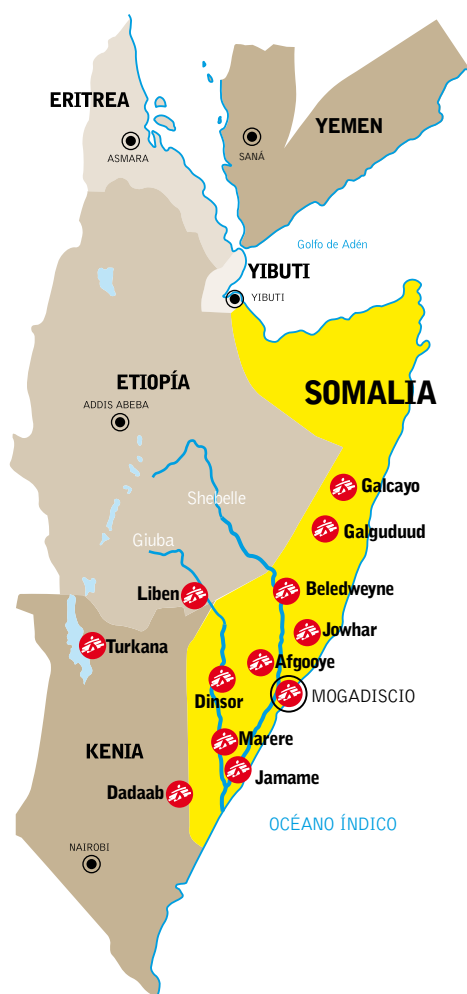 ERITREA
ASMARA
SANÁ
YEMEN
Golfo de Adén
YIBUTI
YIBUTI
ETIOPÍA
SOMALIA
ADDIS ABEBA
Galcayo
Shebelle
Galguduud
Giuba
Liben
Beledweyne
Jowhar
Turkana
Afgooye
Dinsor
MOGADISCIO
Marere
KENIA
Jamame
Dadaab
OCÉANO ÍNDICO
NAIROBI